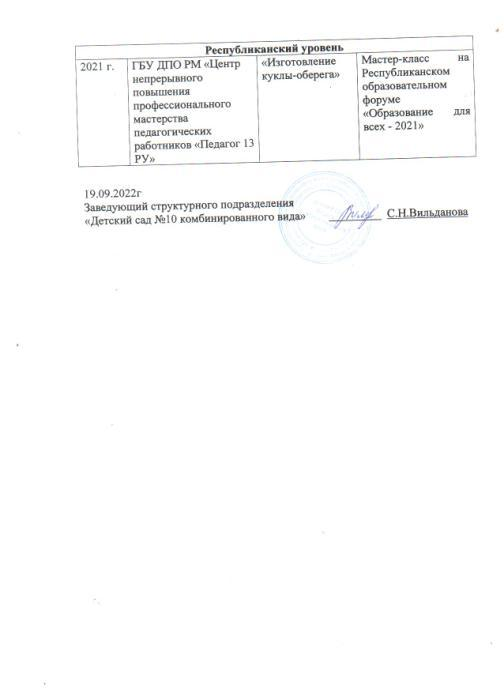 Республиканский уровень
2021 г.
ГБУ ДПО РМ «Центр
непрерывного
повышения
профессионального
мастерства
педагогических
работников «Педагог 13
РУ»
«Изготовление
куклы-оберега»
Мастер-класс на
Республиканском
образовательном
форуме
«Образование для
всех - 2021»
19.09.2022г
Заведующий структурного подразделения
«Детский сад №10 комбинированного вида» С.Н.Вильданова